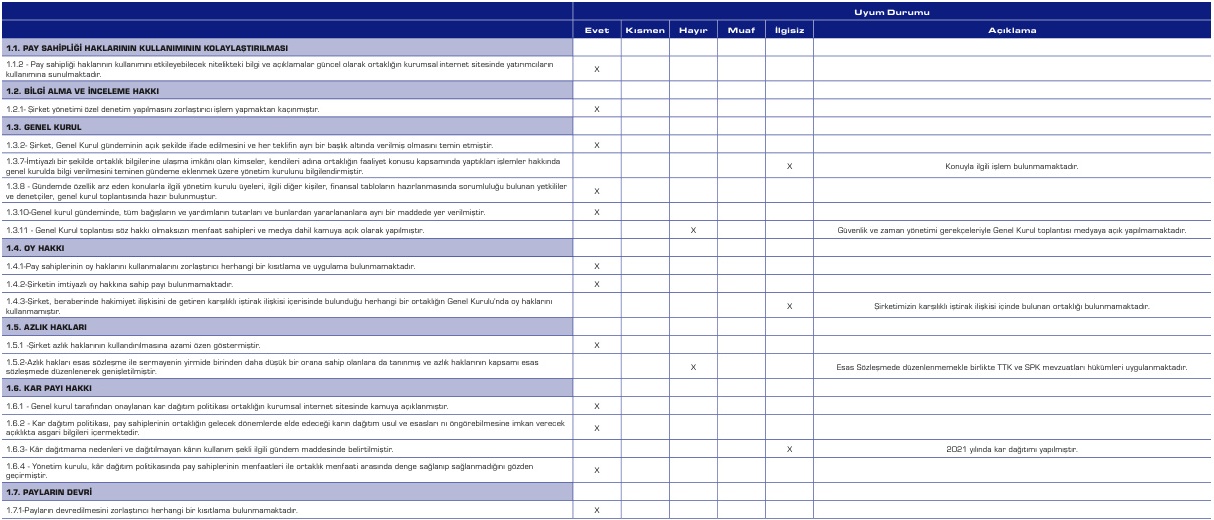 Uyum Durumu
Evet Kısmen Hayır Muaf İlgisiz Açıklama
1.1. PAY SAHİPLİĞİ HAKLARININ KULLANIMININ KOLAYLAŞTIRILMASI
1.1.2 - Pay sahipliği haklarının kullanımını etkileyebilecek nitelikteki bilgi ve açıklamalar güncel olarak ortaklığın kurumsal internet sitesinde yatırımcıların
kullanımına sunulmaktadır. X
1.2. BİLGİ ALMA VE İNCELEME HAKKI
1.2.1- Şirket yönetimi özel denetim yapılmasını zorlaştırıcı işlem yapmaktan kaçınmıştır. X
1.3. GENEL KURUL
1.3.2- Şirket, Genel Kurul gündeminin açık şekilde ifade edilmesini ve her teklifin ayrı bir başlık altında verilmiş olmasını temin etmiştir. X
1.3.7-İmtiyazlı bir şekilde ortaklık bilgilerine ulaşma imkânı olan kimseler, kendileri adına ortaklığın faaliyet konusu kapsamında yaptıkları işlemler hakkında
genel kurulda bilgi verilmesini teminen gündeme eklenmek üzere yönetim kurulunu bilgilendirmiştir. X Konuyla ilgili işlem bulunmamaktadır.
1.3.8 - Gündemde özellik arz eden konularla ilgili yönetim kurulu üyeleri, ilgili diğer kişiler, finansal tabloların hazırlanmasında sorumluluğu bulunan yetkililer
ve denetçiler, genel kurul toplantısında hazır bulunmuştur. X
1.3.10-Genel kurul gündeminde, tüm bağışların ve yardımların tutarları ve bunlardan yararlananlara ayrı bir maddede yer verilmiştir. X
1.3.11 - Genel Kurul toplantısı söz hakkı olmaksızın menfaat sahipleri ve medya dahil kamuya açık olarak yapılmıştır. X Güvenlik ve zaman yönetimi gerekçeleriyle Genel Kurul toplantısı medyaya açık yapılmamaktadır.
1.4. OY HAKKI
1.4.1-Pay sahiplerinin oy haklarını kullanmalarını zorlaştırıcı herhangi bir kısıtlama ve uygulama bulunmamaktadır. X
1.4.2-Şirketin imtiyazlı oy hakkına sahip payı bulunmamaktadır. X
1.4.3-Şirket, beraberinde hakimiyet ilişkisini de getiren karşılıklı iştirak ilişkisi içerisinde bulunduğu herhangi bir ortaklığın Genel Kurulu'nda oy haklarını
kullanmamıştır. X Şirketimizin karşılıklı iştirak ilişkisi içinde bulunan ortaklığı bulunmamaktadır.
1.5. AZLIK HAKLARI
1.5.1 -Şirket azlık haklarının kullandırılmasına azami özen göstermiştir. X
1.5.2-Azlık hakları esas sözleşme ile sermayenin yirmide birinden daha düşük bir orana sahip olanlara da tanınmış ve azlık haklarının kapsamı esas
sözleşmede düzenlenerek genişletilmiştir. X Esas Sözleşmede düzenlenmemekle birlikte TTK ve SPK mevzuatları hükümleri uygulanmaktadır.
1.6. KAR PAYI HAKKI
1.6.1 - Genel kurul tarafından onaylanan kar dağıtım politikası ortaklığın kurumsal internet sitesinde kamuya açıklanmıştır. X
1.6.2 - Kar dağıtım politikası, pay sahiplerinin ortaklığın gelecek dönemlerde elde edeceği karın dağıtım usul ve esasları nı öngörebilmesine imkan verecek
açıklıkta asgari bilgileri içermektedir. X
1.6.3- Kâr dağıtmama nedenleri ve dağıtılmayan kârın kullanım şekli ilgili gündem maddesinde belirtilmiştir. X 2021 yılında kar dağıtımı yapılmıştır.
1.6.4 - Yönetim kurulu, kâr dağıtım politikasında pay sahiplerinin menfaatleri ile ortaklık menfaati arasında denge sağlanıp sağlanmadığını gözden
geçirmiştir. X
1.7. PAYLARIN DEVRİ
1.7.1-Payların devredilmesini zorlaştırıcı herhangi bir kısıtlama bulunmamaktadır. X